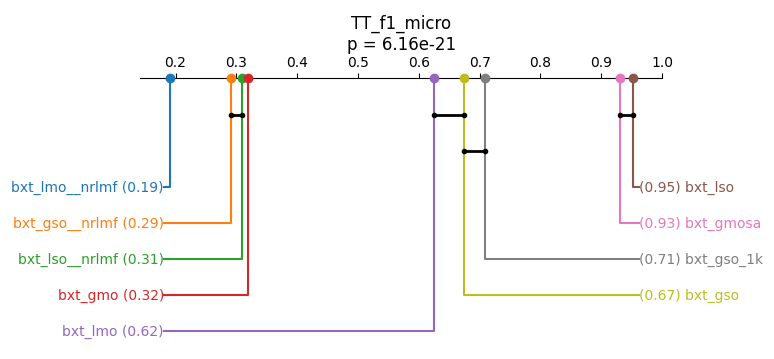 TT_f1_micro
p = 6.16e-21
0.2 0.3 0.4 0.5 0.6 0.7 0.8 0.9 1.0
bxt_lmo__nrlmf (0.19) (0.95) bxt_lso
bxt_gso__nrlmf (0.29) (0.93) bxt_gmosa
bxt_lso__nrlmf (0.31) (0.71) bxt_gso_1k
bxt_gmo (0.32) (0.67) bxt_gso
bxt_lmo (0.62)